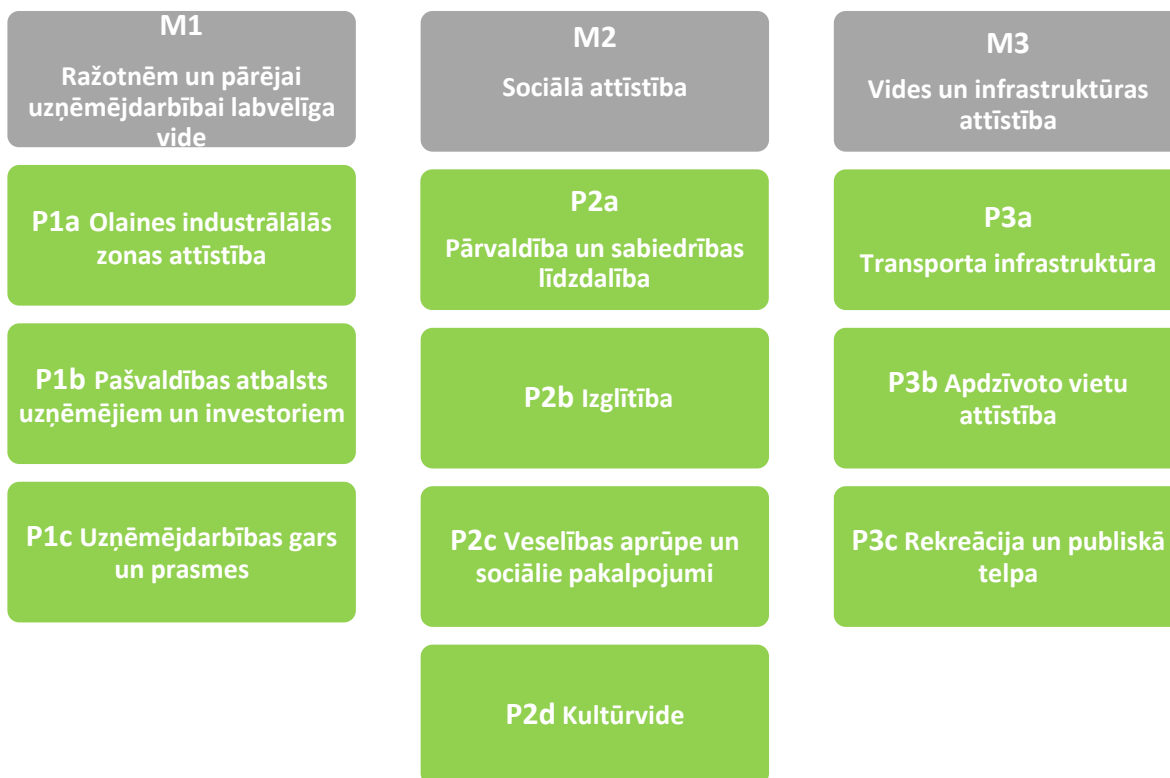 M1
Ražotnēm un pārējai
uzņēmējdarbībai labvēlīga
vide
P1a Olaines industrālālās
zonas attīstība
P1b Pašvaldības atbalsts
uzņēmējiem un investoriem
P1c Uzņēmējdarbības gars
un prasmes
M2
Sociālā attīstība
P2a
Pārvaldība un sabiedrības
līdzdalība
P2b Izglītība
P2c Veselības aprūpe un
sociālie pakalpojumi
P2d Kultūrvide
M3
Vides un infrastruktūras
attīstība
P3a
Transporta infrastruktūra
P3b Apdzīvoto vietu
attīstība
P3c Rekreācija un publiskā
telpa